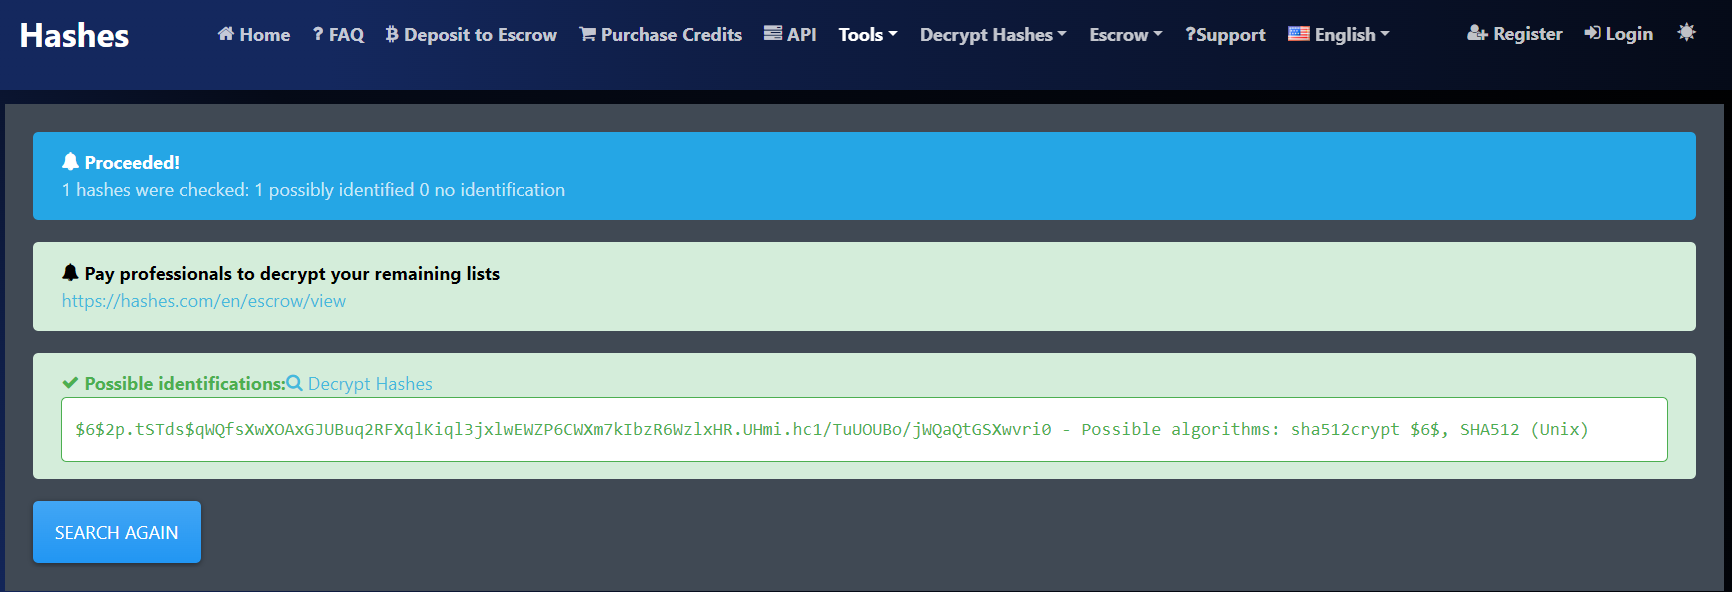 Hashes
Home ? FAQ Deposit to Escrow Purchase Credits API Tools Decrypt Hashes Escrow ?Support English Register Login
Proceeded!
1 hashes were checked: 1 possibly identified 0 no identification
Pay professionals to decrypt your remaining lists
https://hashes.com/en/escrow/view
Possible identifications: Decrypt Hashes
$6$2p.tSTds$qWQfsXwXOAxGJUBuq2RFXqlKiql3jxlwEWZP6CWXm7kIbzR6WzlxHR.UHmi.hc1/TuUOUBo/jWQaQtGSXwvri0 - Possible algorithms: sha512crypt $6$, SHA512 (Unix)
SEARCH AGAIN